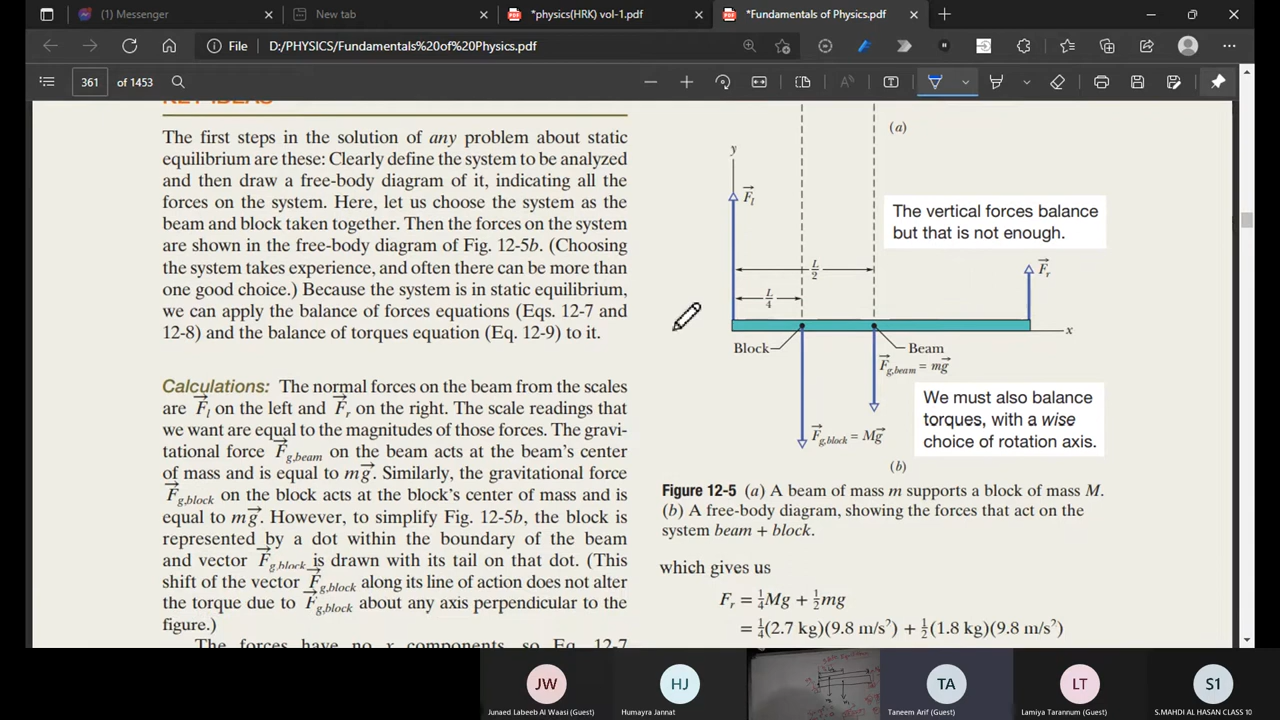 (1) Messenger
New tab
*physics(HRK) vol-1.pdf
*Fundamentals of Physics.pdf
File
D:/PHYSICS/Fundamentals%20of%20Physics.pdf
361 of 1453
KEY IDEAS
The first steps in the solution of any problem about static
equilibrium are these: Clearly define the system to be analyzed
and then draw a free-body diagram of it, indicating all the
forces on the system. Here, let us choose the system as the
beam and block taken together. Then the forces on the system
are shown in the free-body diagram of Fig. 12-5b. (Choosing
the system takes experience, and often there can be more than
one good choice.) Because the system is in static equilibrium,
we can apply the balance of forces equations (Eqs. 12-7 and
12-8) and the balance of torques equation (Eq. 12-9) to it.
Calculations: The normal forces on the beam from the scales
are F⃗l on the left and F⃗r on the right. The scale readings that
we want are equal to the magnitudes of those forces. The gravi-
tational force F⃗g,beam on the beam acts at the beam's center
of mass and is equal to mg⃗. Similarly, the gravitational force
F⃗g,block on the block acts at the block's center of mass and is
equal to mg⃗. However, to simplify Fig. 12-5b, the block is
represented by a dot within the boundary of the beam
and vector F⃗g,block is drawn with its tail on that dot. (This
shift of the vector F⃗g,block along its line of action does not alter
the torque due to F⃗g,block about any axis perpendicular to the
figure.)
The forces have no x components, so Eq. 12-7
(a)
y
F⃗l
The vertical forces balance
but that is not enough.
L/2
F⃗r
L/4
x
Block
Beam
F⃗g,beam = mg⃗
We must also balance
torques, with a wise
choice of rotation axis.
F⃗g,block = Mg⃗
(b)
Figure 12-5 (a) A beam of mass m supports a block of mass M.
(b) A free-body diagram, showing the forces that act on the
system beam + block.
which gives us
Fr = ¼Mg + ½mg
= ¼(2.7 kg)(9.8 m/s²) + ½(1.8 kg)(9.8 m/s²)
JW
HJ
TA
LT
S1
Junaed Labeeb Al Waasi (Guest)
Humayra Jannat
Taneem Arif (Guest)
Lamiya Tarannum (Guest)
S.MAHDI AL HASAN CLASS 10